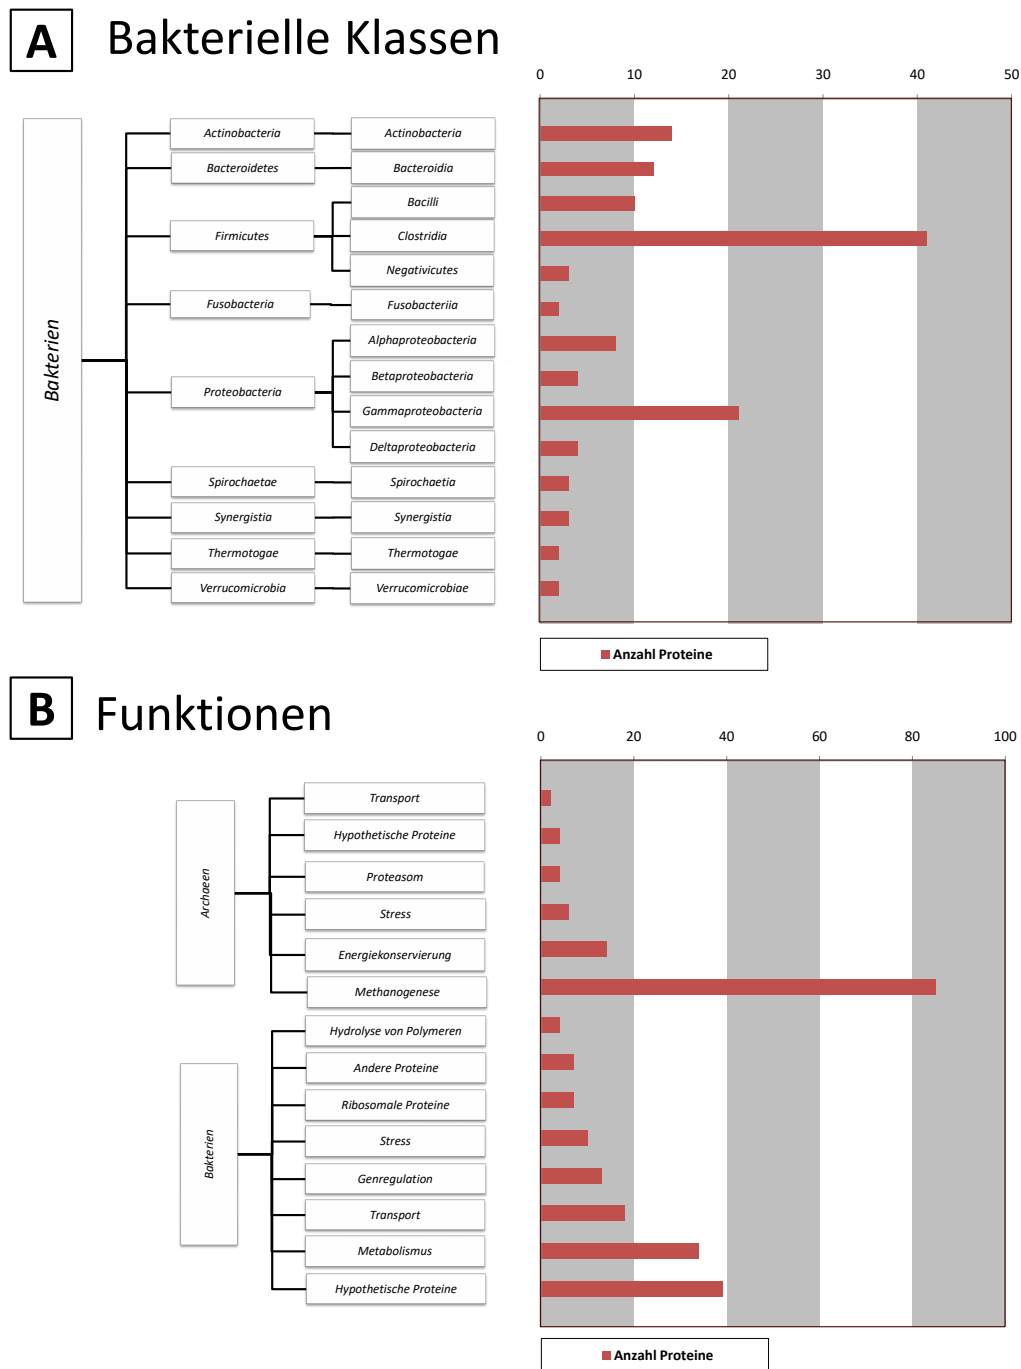 A Bakterielle Klassen
0 10 20 30 40 50
Actinobacteria Actinobacteria
Bacteroidetes Bacteroidia
Bacilli
Firmicutes Clostridia
Negativicutes
Fusobacteria Fusobacteriia
Alphaproteobacteria
Bakterien
Betaproteobacteria
Proteobacteria
Gammaproteobacteria
Deltaproteobacteria
Spirochaetae Spirochaetia
Synergistia Synergistia
Thermotogae Thermotogae
Verrucomicrobia Verrucomicrobiae
Anzahl Proteine
B Funktionen
0 20 40 60 80 100
Transport
Hypothetische Proteine
Proteasom
Archaeen
Stress
Energiekonservierung
Methanogenese
Hydrolyse von Polymeren
Andere Proteine
Ribosomale Proteine
Stress
Bakterien
Genregulation
Transport
Metabolismus
Hypothetische Proteine
Anzahl Proteine